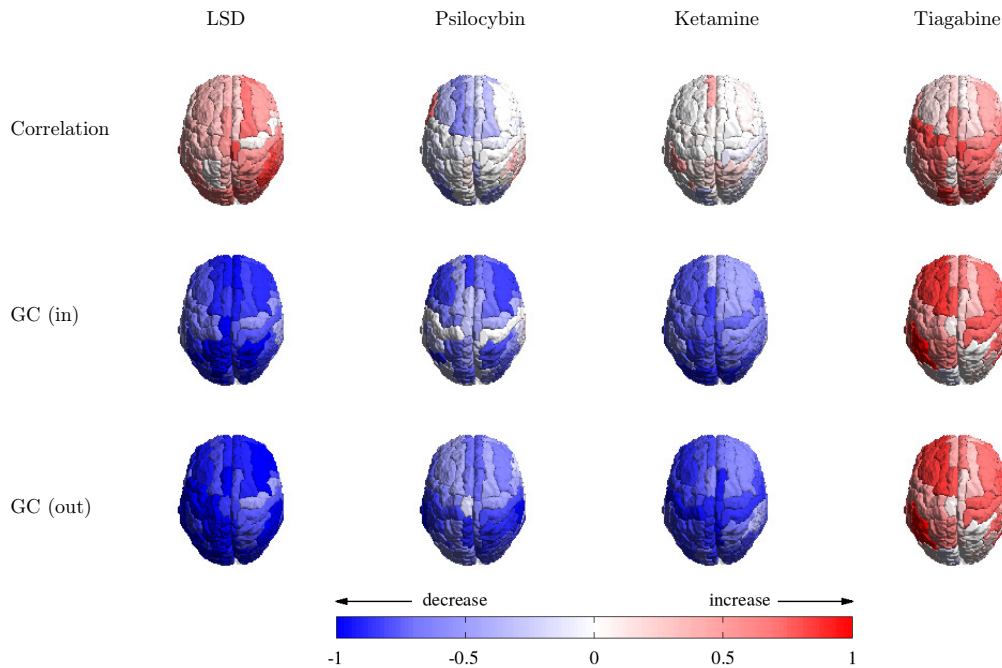 LSD Psilocybin Ketamine Tiagabine
Correlation
GC (in)
GC (out)
decrease increase
-1 -0.5 0 0.5 1